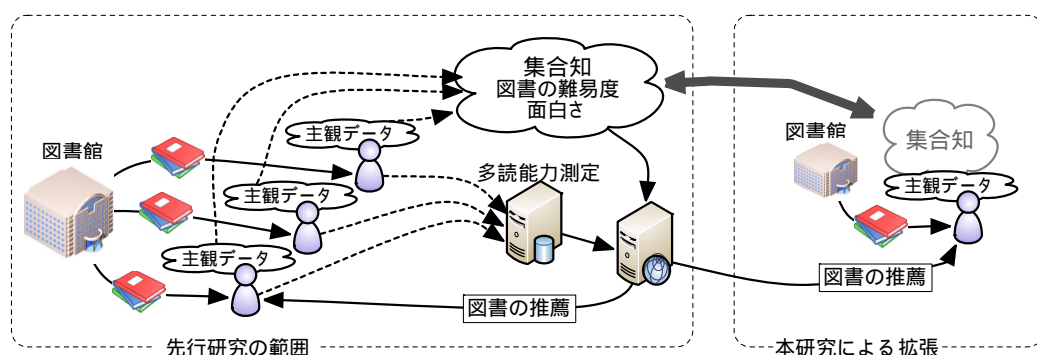 集合知
図書の難易度
面白さ
主観データ
図書館
多読能力測定
主観データ
主観データ
図書の推薦
先行研究の範囲
図書館
集合知
主観データ
図書の推薦
本研究による拡張